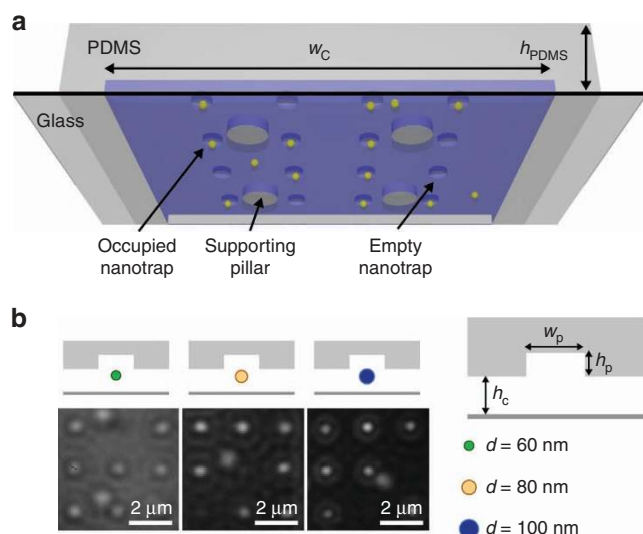 a
PDMS
w_C
h_PDMS
Glass
Occupied
nanotrap
Supporting
pillar
Empty
nanotrap
b
w_p
h_p
h_c
d = 60 nm
d = 80 nm
d = 100 nm
2 μm
2 μm
2 μm